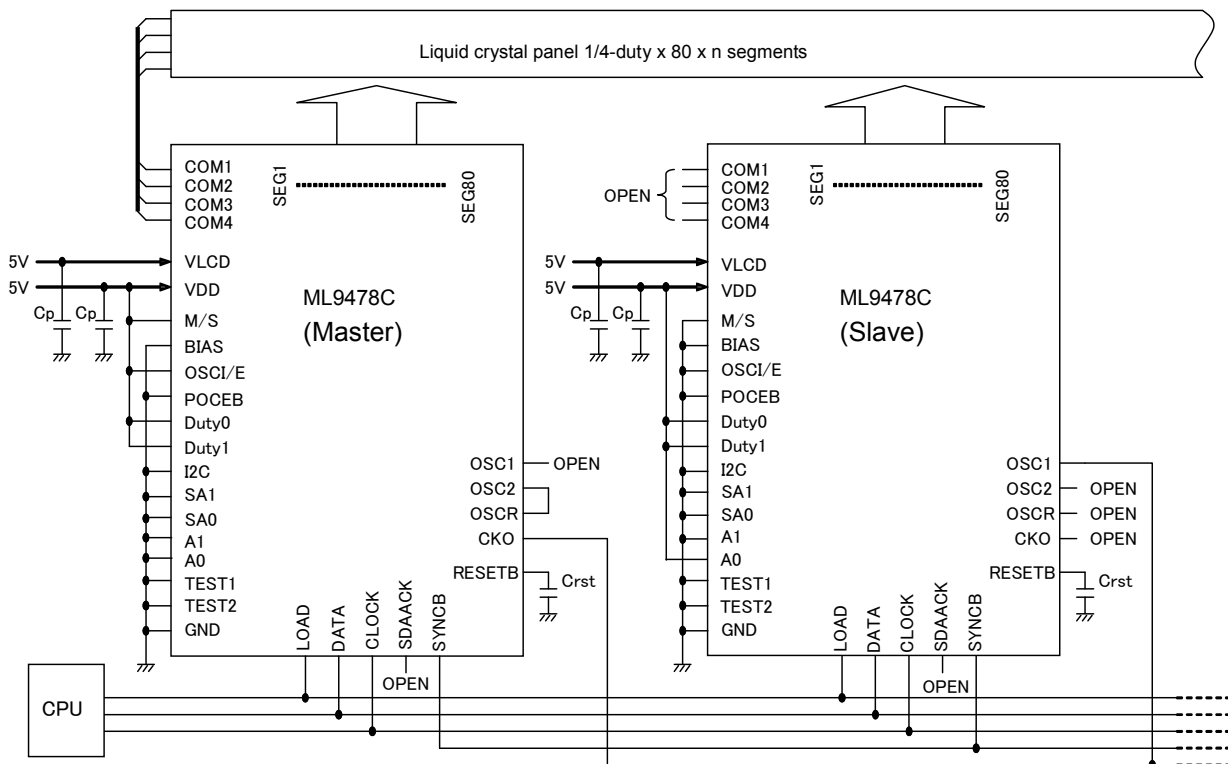 Liquid crystal panel 1/4-duty x 80 x n segments
COM1
COM2
COM3
COM4
SEG1
SEG80
5V
VLCD
5V
VDD
Cp
Cp
M/S
BIAS
OSCI/E
POCEB
Duty0
Duty1
I2C
SA1
SA0
A1
A0
TEST1
TEST2
GND
ML9478C
(Master)
OSC1
OPEN
OSC2
OSCR
CKO
RESETB
Crst
LOAD
DATA
CLOCK
SDAACK
SYNCB
OPEN
OPEN
COM1
COM2
COM3
COM4
SEG1
SEG80
5V
VLCD
5V
VDD
Cp
Cp
M/S
BIAS
OSCI/E
POCEB
Duty0
Duty1
I2C
SA1
SA0
A1
A0
TEST1
TEST2
GND
ML9478C
(Slave)
OSC1
OSC2
OPEN
OSCR
OPEN
CKO
OPEN
RESETB
Crst
LOAD
DATA
CLOCK
SDAACK
SYNCB
OPEN
CPU